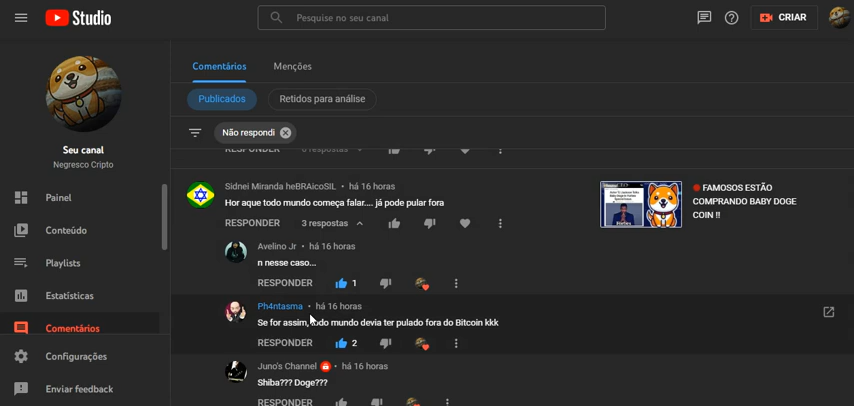 Studio
Pesquise no seu canal
CRIAR
Comentários Menções
Publicados Retidos para análise
Não respondi
RESPONDER 6 respostas
Seu canal
Negresco Cripto
Painel
Conteúdo
Playlists
Estatísticas
Comentários
Configurações
Enviar feedback
Sidnei Miranda heBRAicoSIL • há 16 horas
Hor aque todo mundo começa falar.... já pode pular fora
RESPONDER 3 respostas
FAMOSOS ESTÃO
COMPRANDO BABY DOGE
COIN !!
Avelino Jr • há 16 horas
n nesse caso...
RESPONDER 1
Ph4ntasma • há 16 horas
Se for assim, todo mundo devia ter pulado fora do Bitcoin kkk
RESPONDER 2
Juno's Channel • há 16 horas
Shiba??? Doge???
RESPONDER